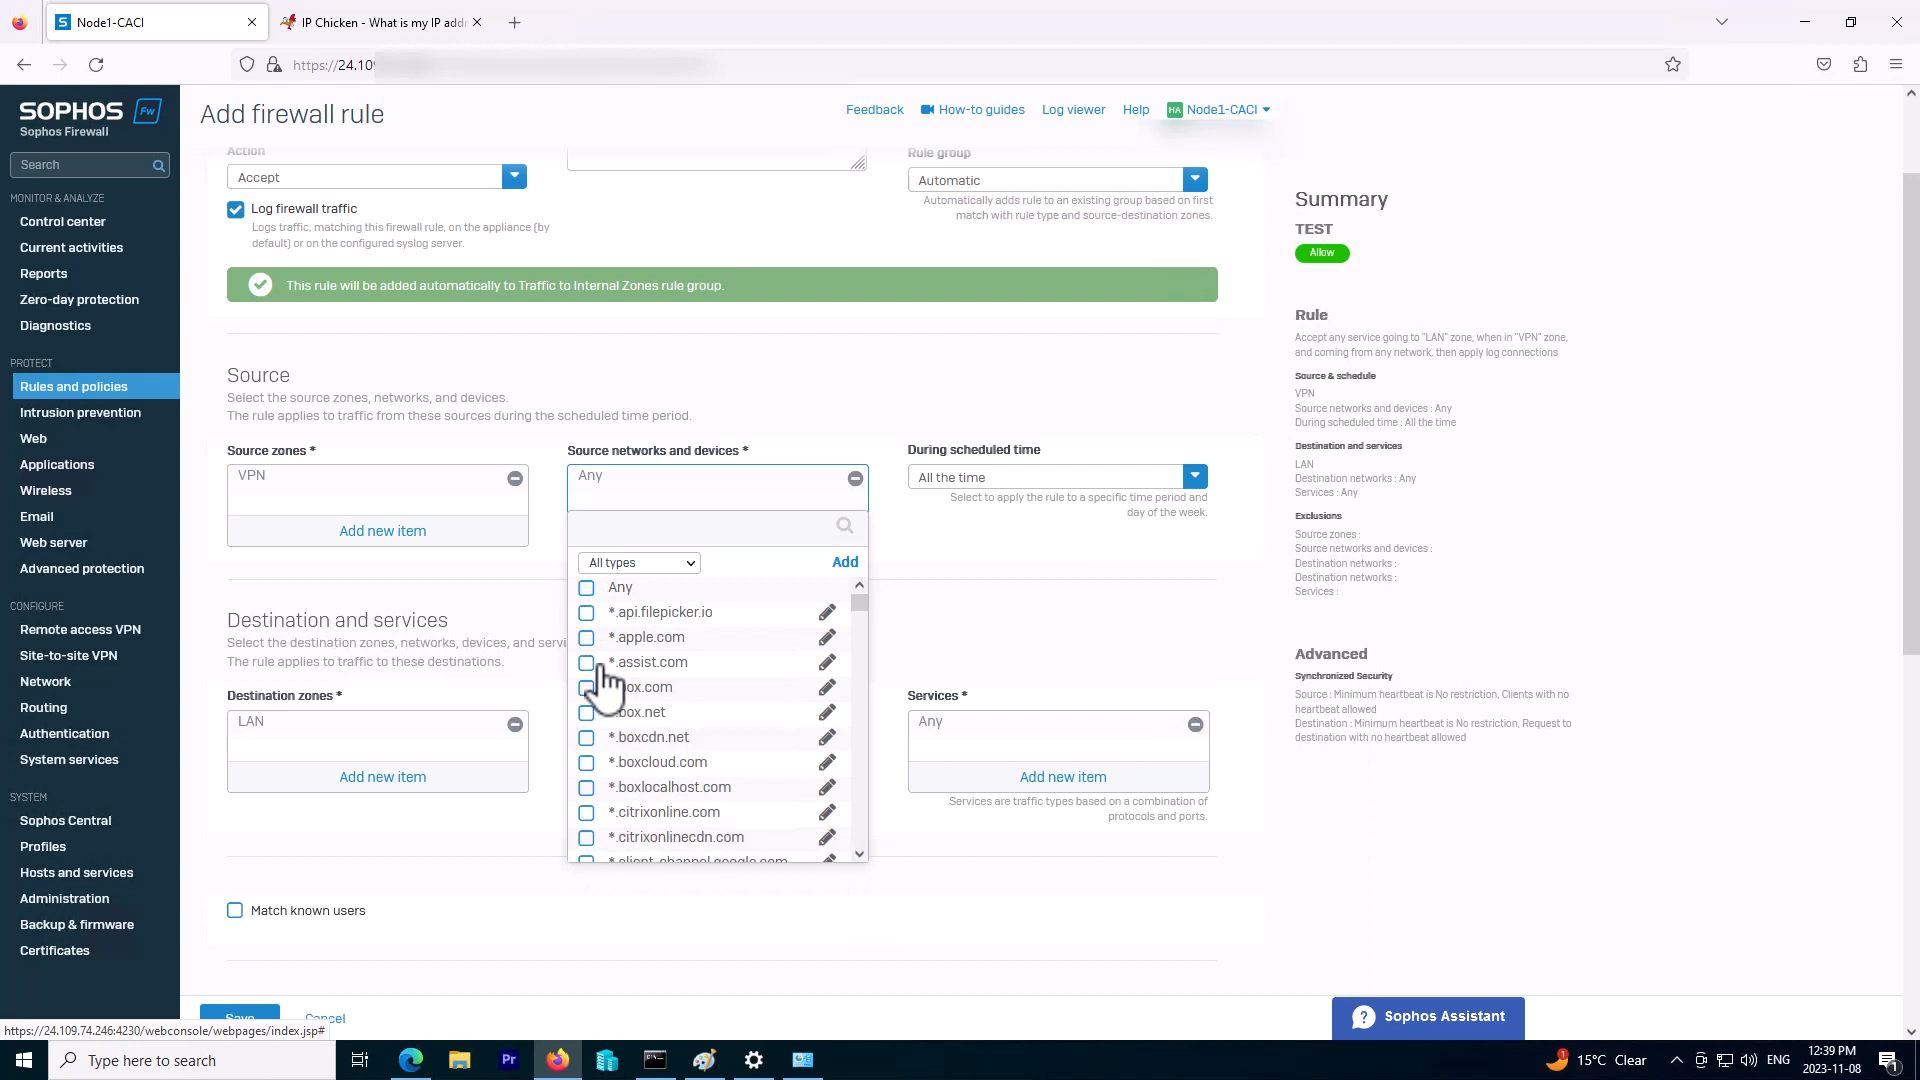 Node1-CACI
IP Chicken - What is my IP addr
https://24.109
SOPHOS Fw
Sophos Firewall
Search
MONITOR & ANALYZE
Control center
Current activities
Reports
Zero-day protection
Diagnostics
PROTECT
Rules and policies
Intrusion prevention
Web
Applications
Wireless
Email
Web server
Advanced protection
CONFIGURE
Remote access VPN
Site-to-site VPN
Network
Routing
Authentication
System services
SYSTEM
Sophos Central
Profiles
Hosts and services
Administration
Backup & firmware
Certificates
Add firewall rule
Feedback
How-to guides
Log viewer
Help
HA Node1-CACI
Action
Accept
Rule group
Automatic
Automatically adds rule to an existing group based on first
match with rule type and source-destination zones.
Log firewall traffic
Logs traffic, matching this firewall rule, on the appliance (by
default) or on the configured syslog server.
This rule will be added automatically to Traffic to Internal Zones rule group.
Source
Select the source zones, networks, and devices.
The rule applies to traffic from these sources during the scheduled time period.
Source zones *
VPN
Add new item
Source networks and devices *
Any
All types
Add
Any
*.api.filepicker.io
*.apple.com
*.assist.com
box.com
box.net
*.boxcdn.net
*.boxcloud.com
*.boxlocalhost.com
*.citrixonline.com
*.citrixonlinecdn.com
*.client-channel.google.com
During scheduled time
All the time
Select to apply the rule to a specific time period and
day of the week.
Destination and services
Select the destination zones, networks, devices, and servi
The rule applies to traffic to these destinations.
Destination zones *
LAN
Add new item
Services *
Any
Add new item
Services are traffic types based on a combination of
protocols and ports.
Match known users
Save
Cancel
Summary
TEST
Allow
Rule
Accept any service going to "LAN" zone, when in "VPN" zone,
and coming from any network, then apply log connections
Source & schedule
VPN
Source networks and devices : Any
During scheduled time : All the time
Destination and services
LAN
Destination networks : Any
Services : Any
Exclusions
Source zones :
Source networks and devices :
Destination networks :
Destination networks :
Services :
Advanced
Synchronized Security
Source : Minimum heartbeat is No restriction, Clients with no
heartbeat allowed
Destination : Minimum heartbeat is No restriction, Request to
destination with no heartbeat allowed
? Sophos Assistant
https://24.109.74.246:4230/webconsole/webpages/index.jsp#
Type here to search
Pr
1
15°C Clear
ENG
12:39 PM
2023-11-08
1